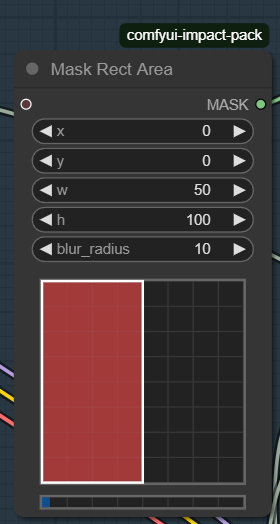 comfyui-impact-pack
Mask Rect Area
MASK
x 0
y 0
w 50
h 100
blur_radius 10